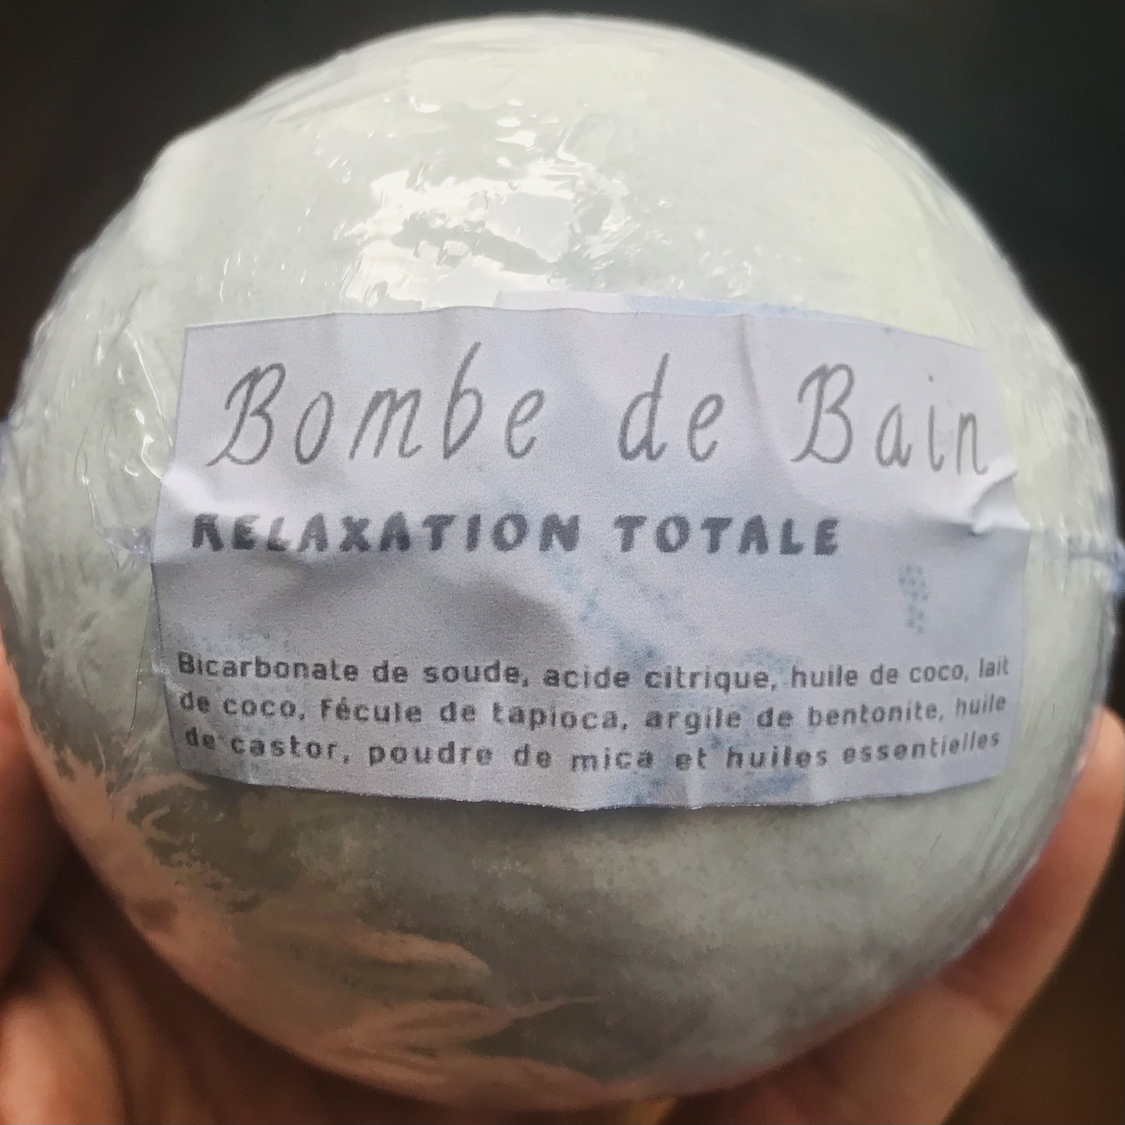 Bombe de Bain
RELAXATION TOTALE
Bicarbonate de soude, acide citrique, huile de coco, lait
de coco, fécule de tapioca, argile de bentonite, huile
de castor, poudre de mica et huiles essentielles